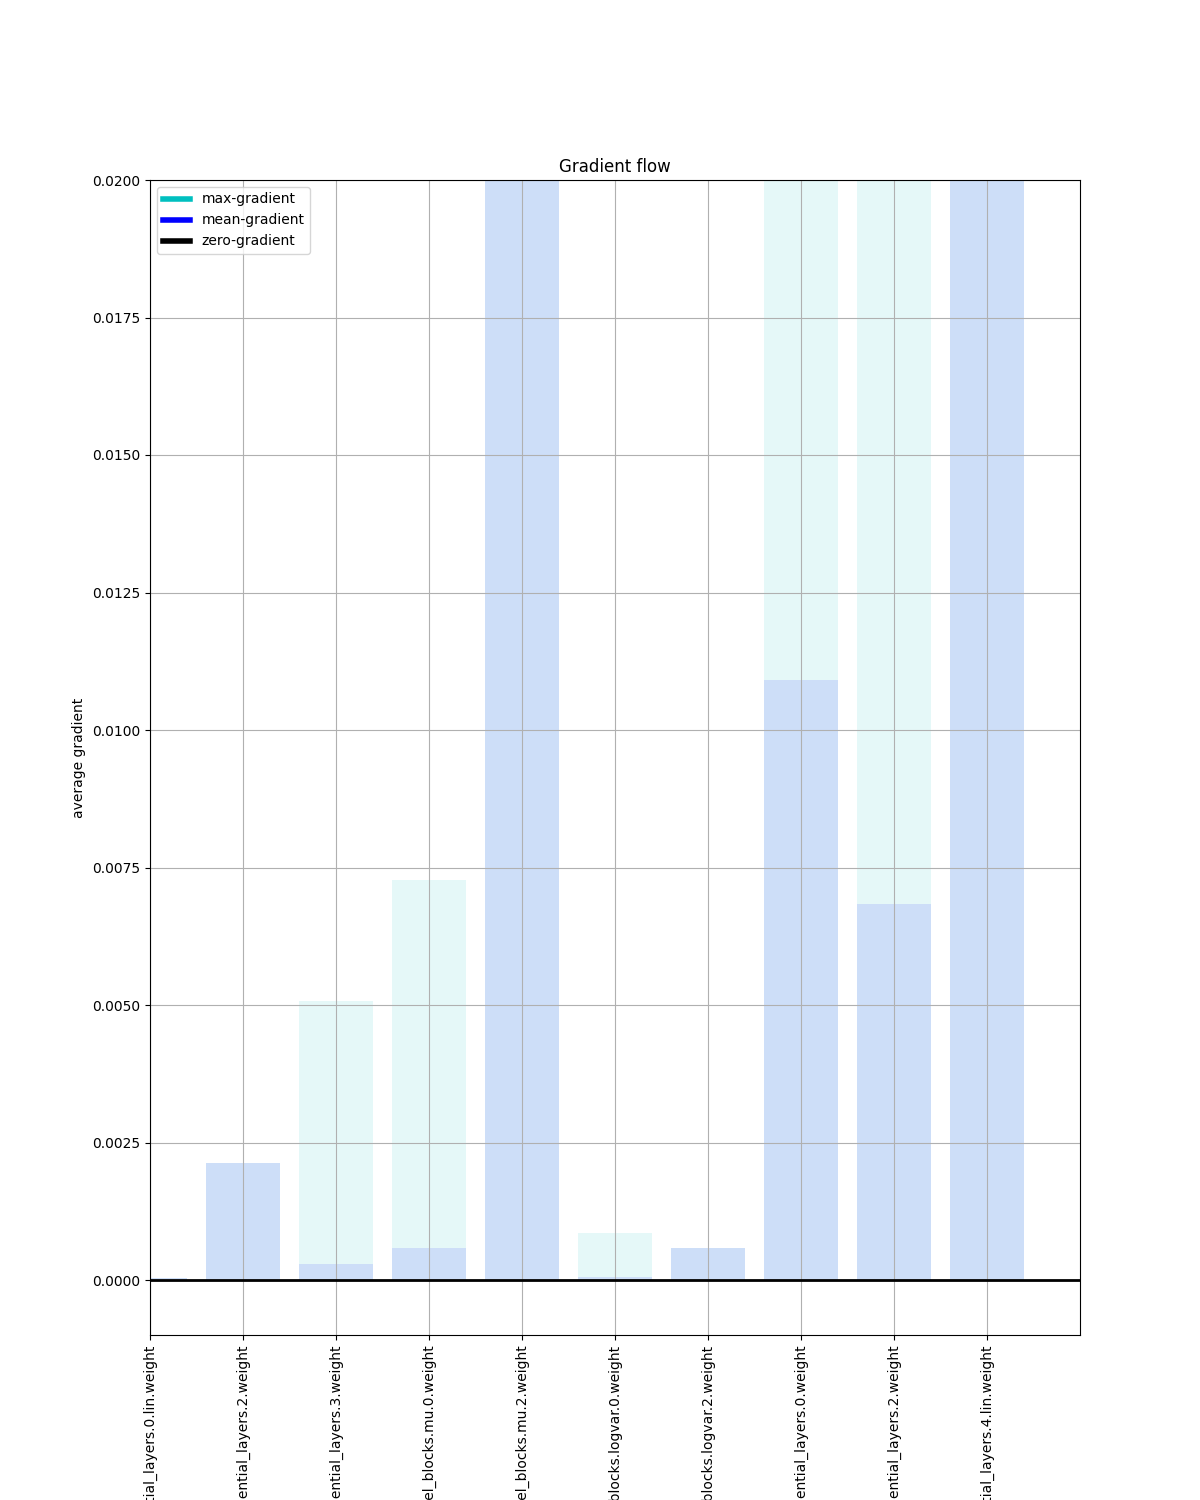 Gradient flow
max-gradient
mean-gradient
zero-gradient
0.0200
0.0175
0.0150
0.0125
0.0100
0.0075
0.0050
0.0025
0.0000
average gradient
tial_layers.0.lin.weight
ential_layers.2.weight
ential_layers.3.weight
el_blocks.mu.0.weight
el_blocks.mu.2.weight
blocks.logvar.0.weight
blocks.logvar.2.weight
ential_layers.0.weight
ential_layers.2.weight
tial_layers.4.lin.weight